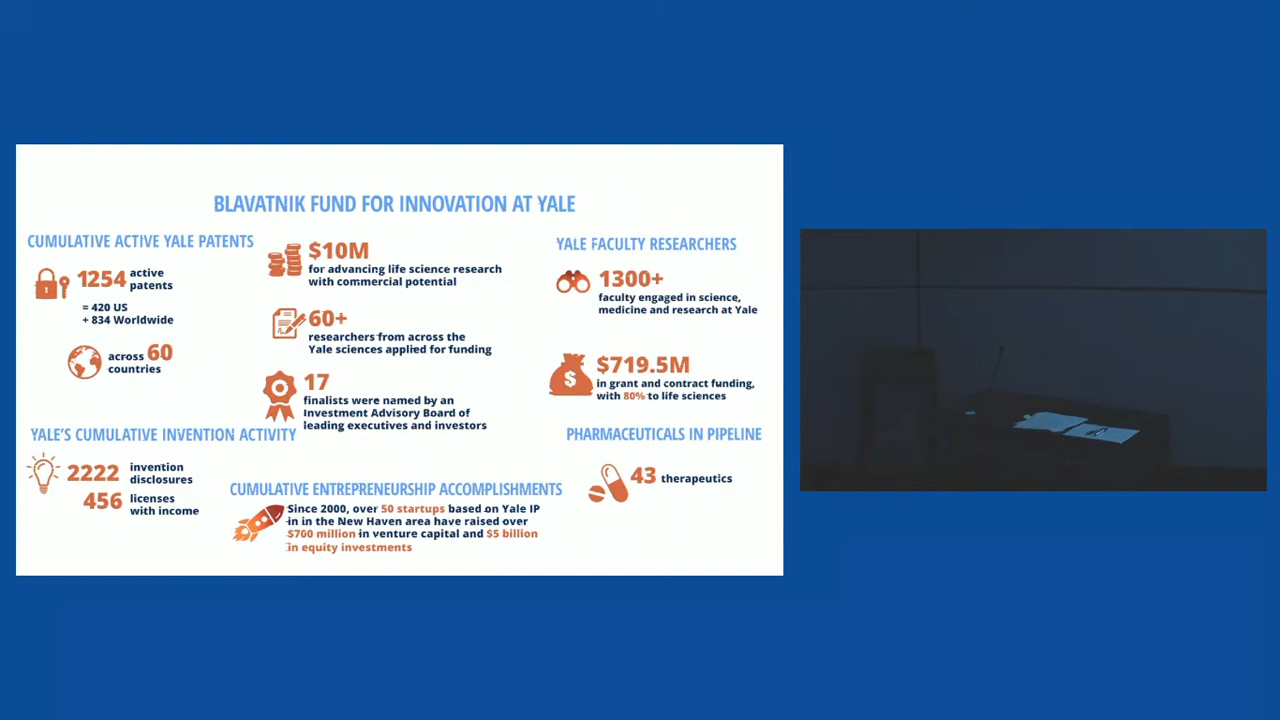 BLAVATNIK FUND FOR INNOVATION AT YALE
CUMULATIVE ACTIVE YALE PATENTS
1254 active
patents
= 420 US
+ 834 Worldwide
across 60
countries
$10M
for advancing life science research
with commercial potential
60+
researchers from across the
Yale sciences applied for funding
17
finalists were named by an
Investment Advisory Board of
leading executives and investors
YALE FACULTY RESEARCHERS
1300+
faculty engaged in science,
medicine and research at Yale
$719.5M
in grant and contract funding,
with 80% to life sciences
YALE'S CUMULATIVE INVENTION ACTIVITY
2222 invention
disclosures
456 licenses
with income
CUMULATIVE ENTREPRENEURSHIP ACCOMPLISHMENTS
Since 2000, over 50 startups based on Yale IP
in in the New Haven area have raised over
$700 million in venture capital and $5 billion
in equity investments
PHARMACEUTICALS IN PIPELINE
43 therapeutics